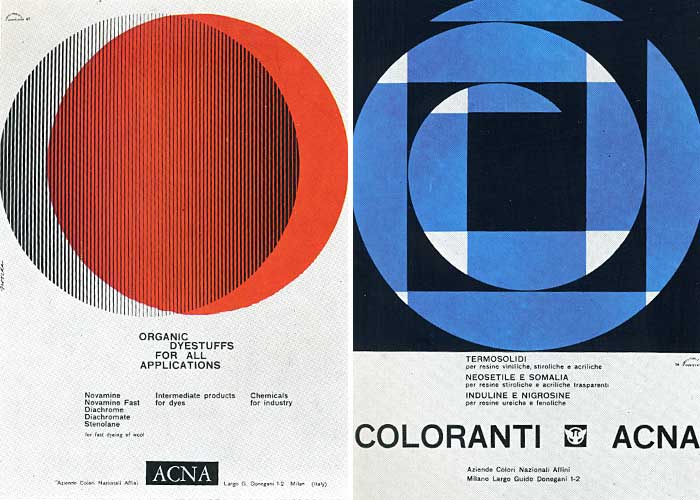 ORGANIC
DYESTUFFS
FOR ALL
APPLICATIONS
Novamine
Novamine Fast
Diachrome
Diachromate
Stenolane
for fast dyeing of wool
Intermediate products
for dyes
Chemicals
for industry
Aziende Colori Nazionali Affini
ACNA
Largo G. Donegani 1-2 Milan (Italy)
TERMOSOLIDI
per resine viniliche, stiroliche e acriliche
NEOSETILE E SOMALIA
per resine stiroliche e acriliche trasparenti
INDULINE E NIGROSINE
per resine ureiche e fenoliche
COLORANTI ACNA
Aziende Colori Nazionali Affini
Milano Largo Guido Donegani 1-2